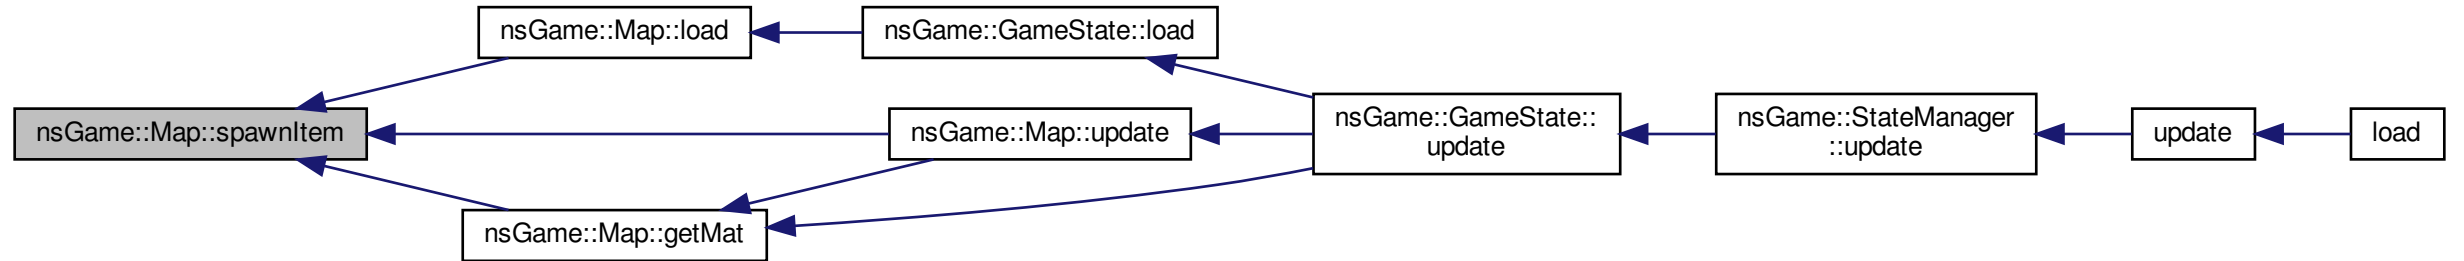 nsGame::Map::spawnItem
nsGame::Map::load
nsGame::GameState::load
nsGame::Map::update
nsGame::Map::getMat
nsGame::GameState::
update
nsGame::StateManager
::update
update
load